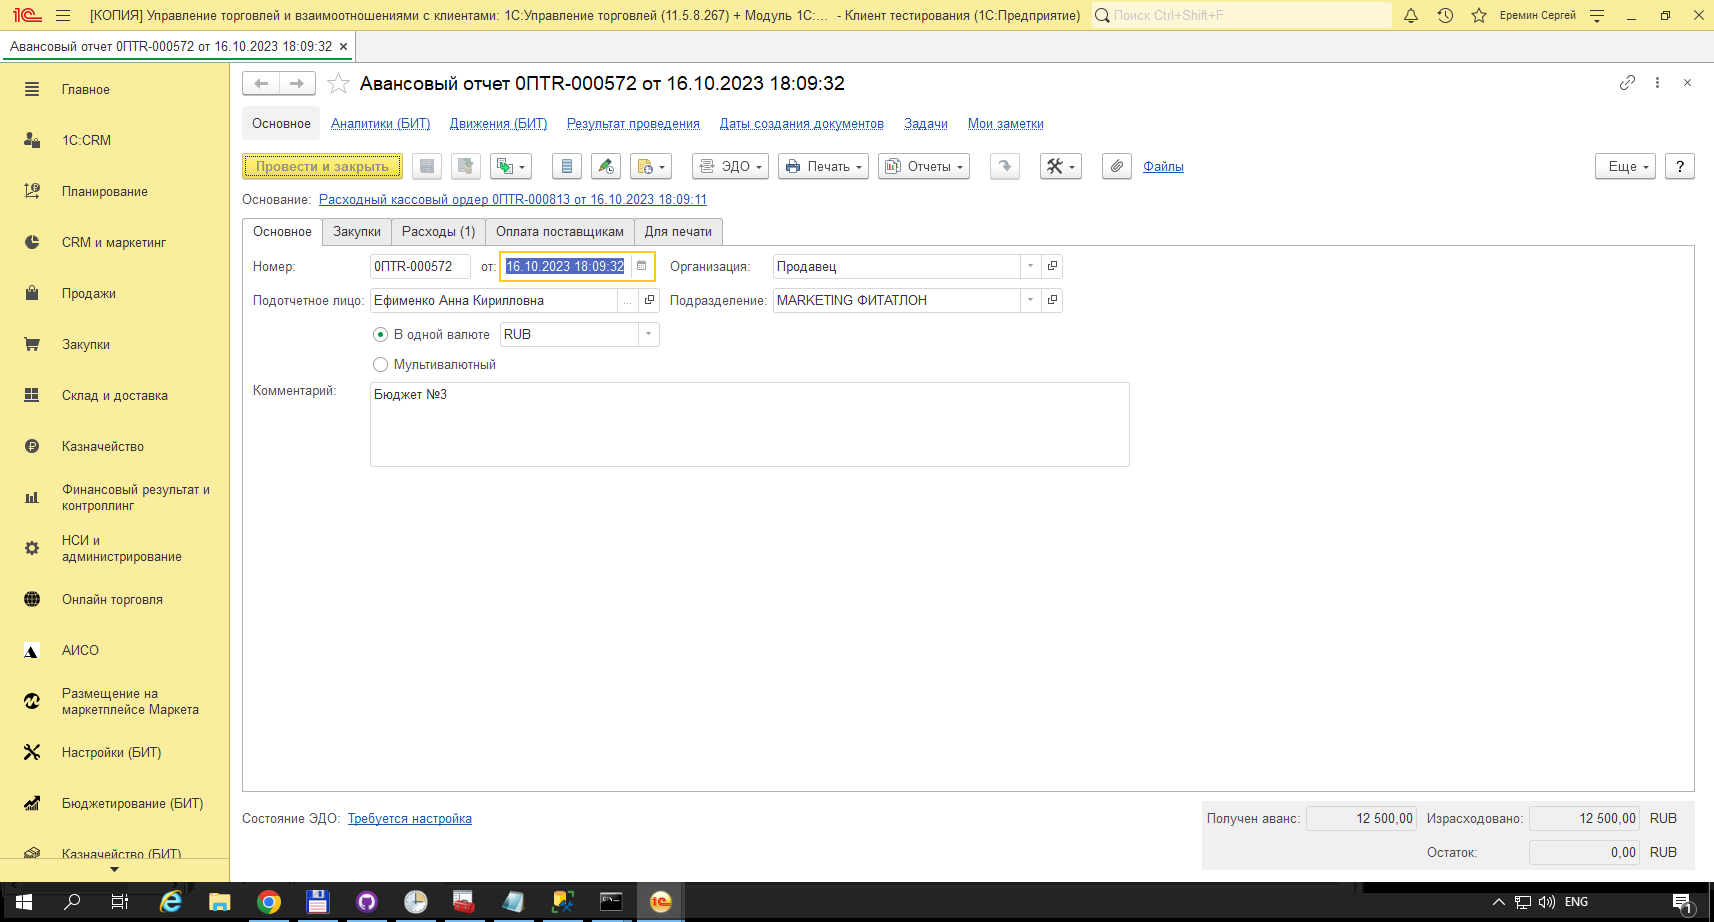 [КОПИЯ] Управление торговлей и взаимоотношениями с клиентами: 1С:Управление торговлей (11.5.8.267) + Модуль 1С:... - Клиент тестирования (1С:Предприятие)
Поиск Ctrl+Shift+F
Еремин Сергей
Авансовый отчет 0ПTR-000572 от 16.10.2023 18:09:32
Главное
1С:CRM
Планирование
CRM и маркетинг
Продажи
Закупки
Склад и доставка
Казначейство
Финансовый результат и
контроллинг
НСИ и
администрирование
Онлайн торговля
АИСО
Размещение на
маркетплейсе Маркета
Настройки (БИТ)
Бюджетирование (БИТ)
Казначейство (БИТ)
Авансовый отчет 0ПTR-000572 от 16.10.2023 18:09:32
Основное Аналитики (БИТ) Движения (БИТ) Результат проведения Даты создания документов Задачи Мои заметки
Провести и закрыть ЭДО Печать Отчеты Файлы Еще ?
Основание: Расходный кассовый ордер 0ПTR-000813 от 16.10.2023 18:09:11
Основное Закупки Расходы (1) Оплата поставщикам Для печати
Номер: 0ПTR-000572 от: 16.10.2023 18:09:32 Организация: Продавец
Подотчетное лицо: Ефименко Анна Кирилловна ... Подразделение: MARKETING ФИТАТЛОН
В одной валюте RUB
Мультивалютный
Комментарий: Бюджет №3
Состояние ЭДО: Требуется настройка
Получен аванс: 12 500,00 Израсходовано: 12 500,00 RUB
Остаток: 0,00 RUB
ENG
1